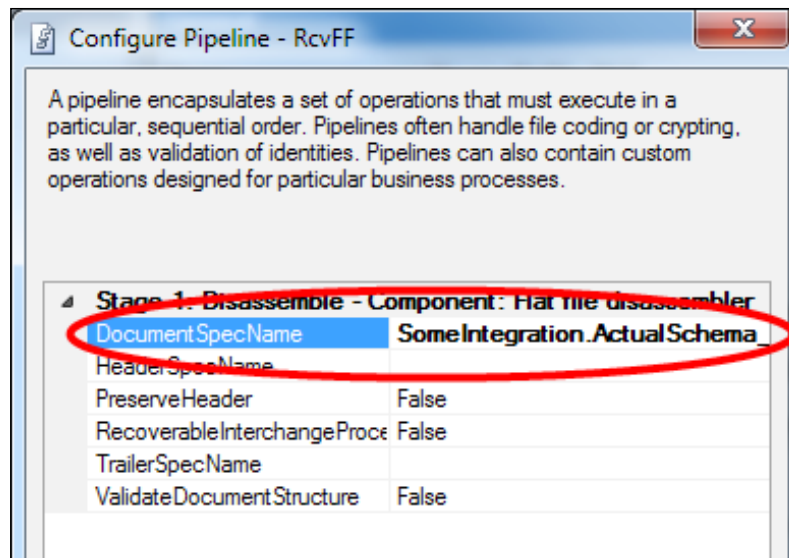 Configure Pipeline - RcvFF
A pipeline encapsulates a set of operations that must execute in a
particular, sequential order. Pipelines often handle file coding or crypting,
as well as validation of identities. Pipelines can also contain custom
operations designed for particular business processes.
Stage 1: Disassemble - Component: Flat file disassembler
DocumentSpecName SomeIntegration.ActualSchema_
HeaderSpecName
PreserveHeader False
RecoverableInterchangeProce False
TrailerSpecName
ValidateDocumentStructure False